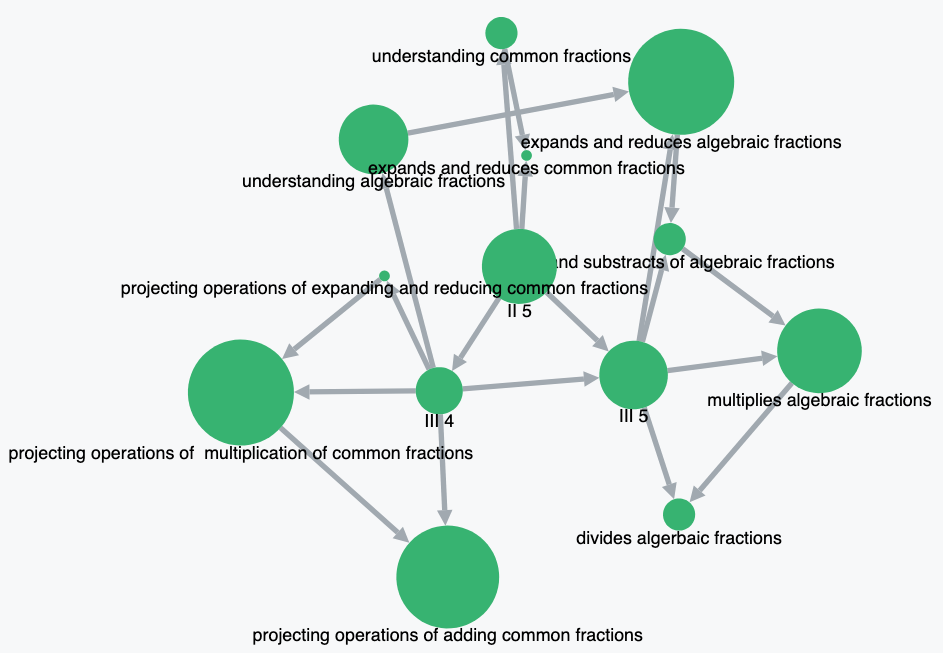 understanding common fractions
expands and reduces algebraic fractions
expands and reduces common fractions
understanding algebraic fractions
and substracts of algebraic fractions
projecting operations of expanding and reducing common fractions
II 5
multiplies algebraic fractions
III 4
III 5
projecting operations of  multiplication of common fractions
divides algerbaic fractions
projecting operations of adding common fractions